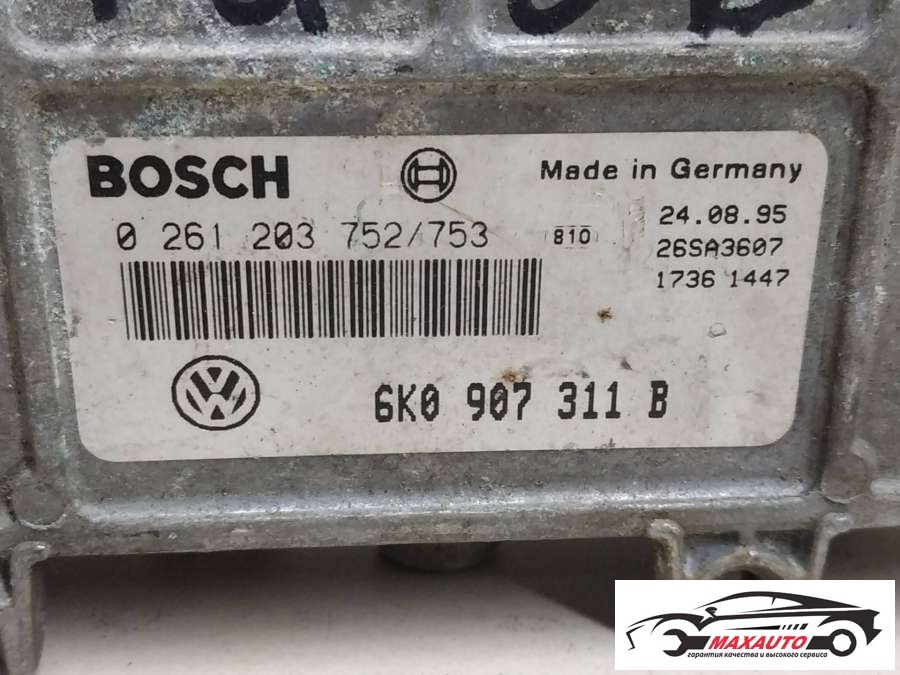 BOSCH
Made in Germany
0 261 203 752/753
810
24.08.95
26SA3607
1736 1447
6K0 907 311 B
MAXAUTO
гарантия качества и высокого сервиса